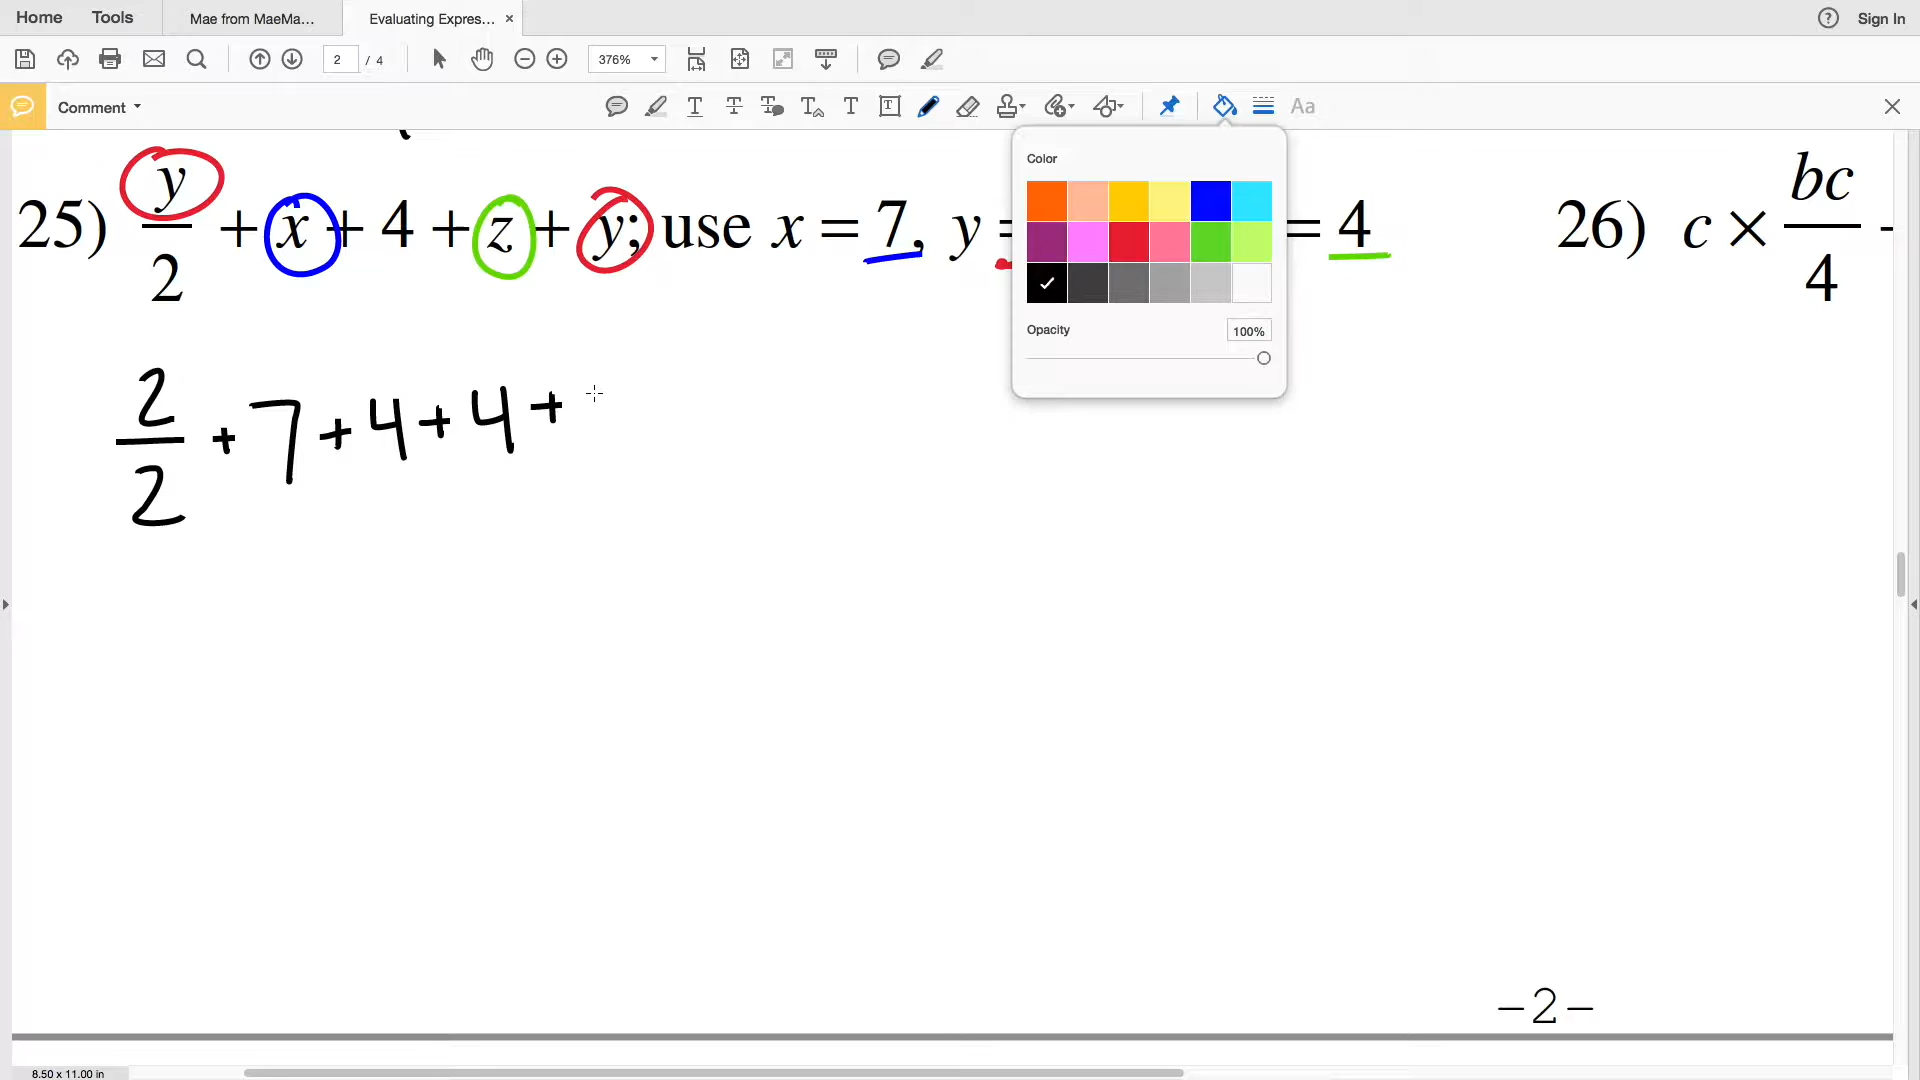 Home Tools Mae from MaeMa... Evaluating Expres... × ? Sign In
2 / 4 376%
Comment T T T T T T Aa
Color
Opacity 100%
25) y/2 + x + 4 + z + y; use x = 7, y = = 4
26) c × bc/4 -
2/2 + 7 + 4 + 4 +
-2-
8.50 x 11.00 in